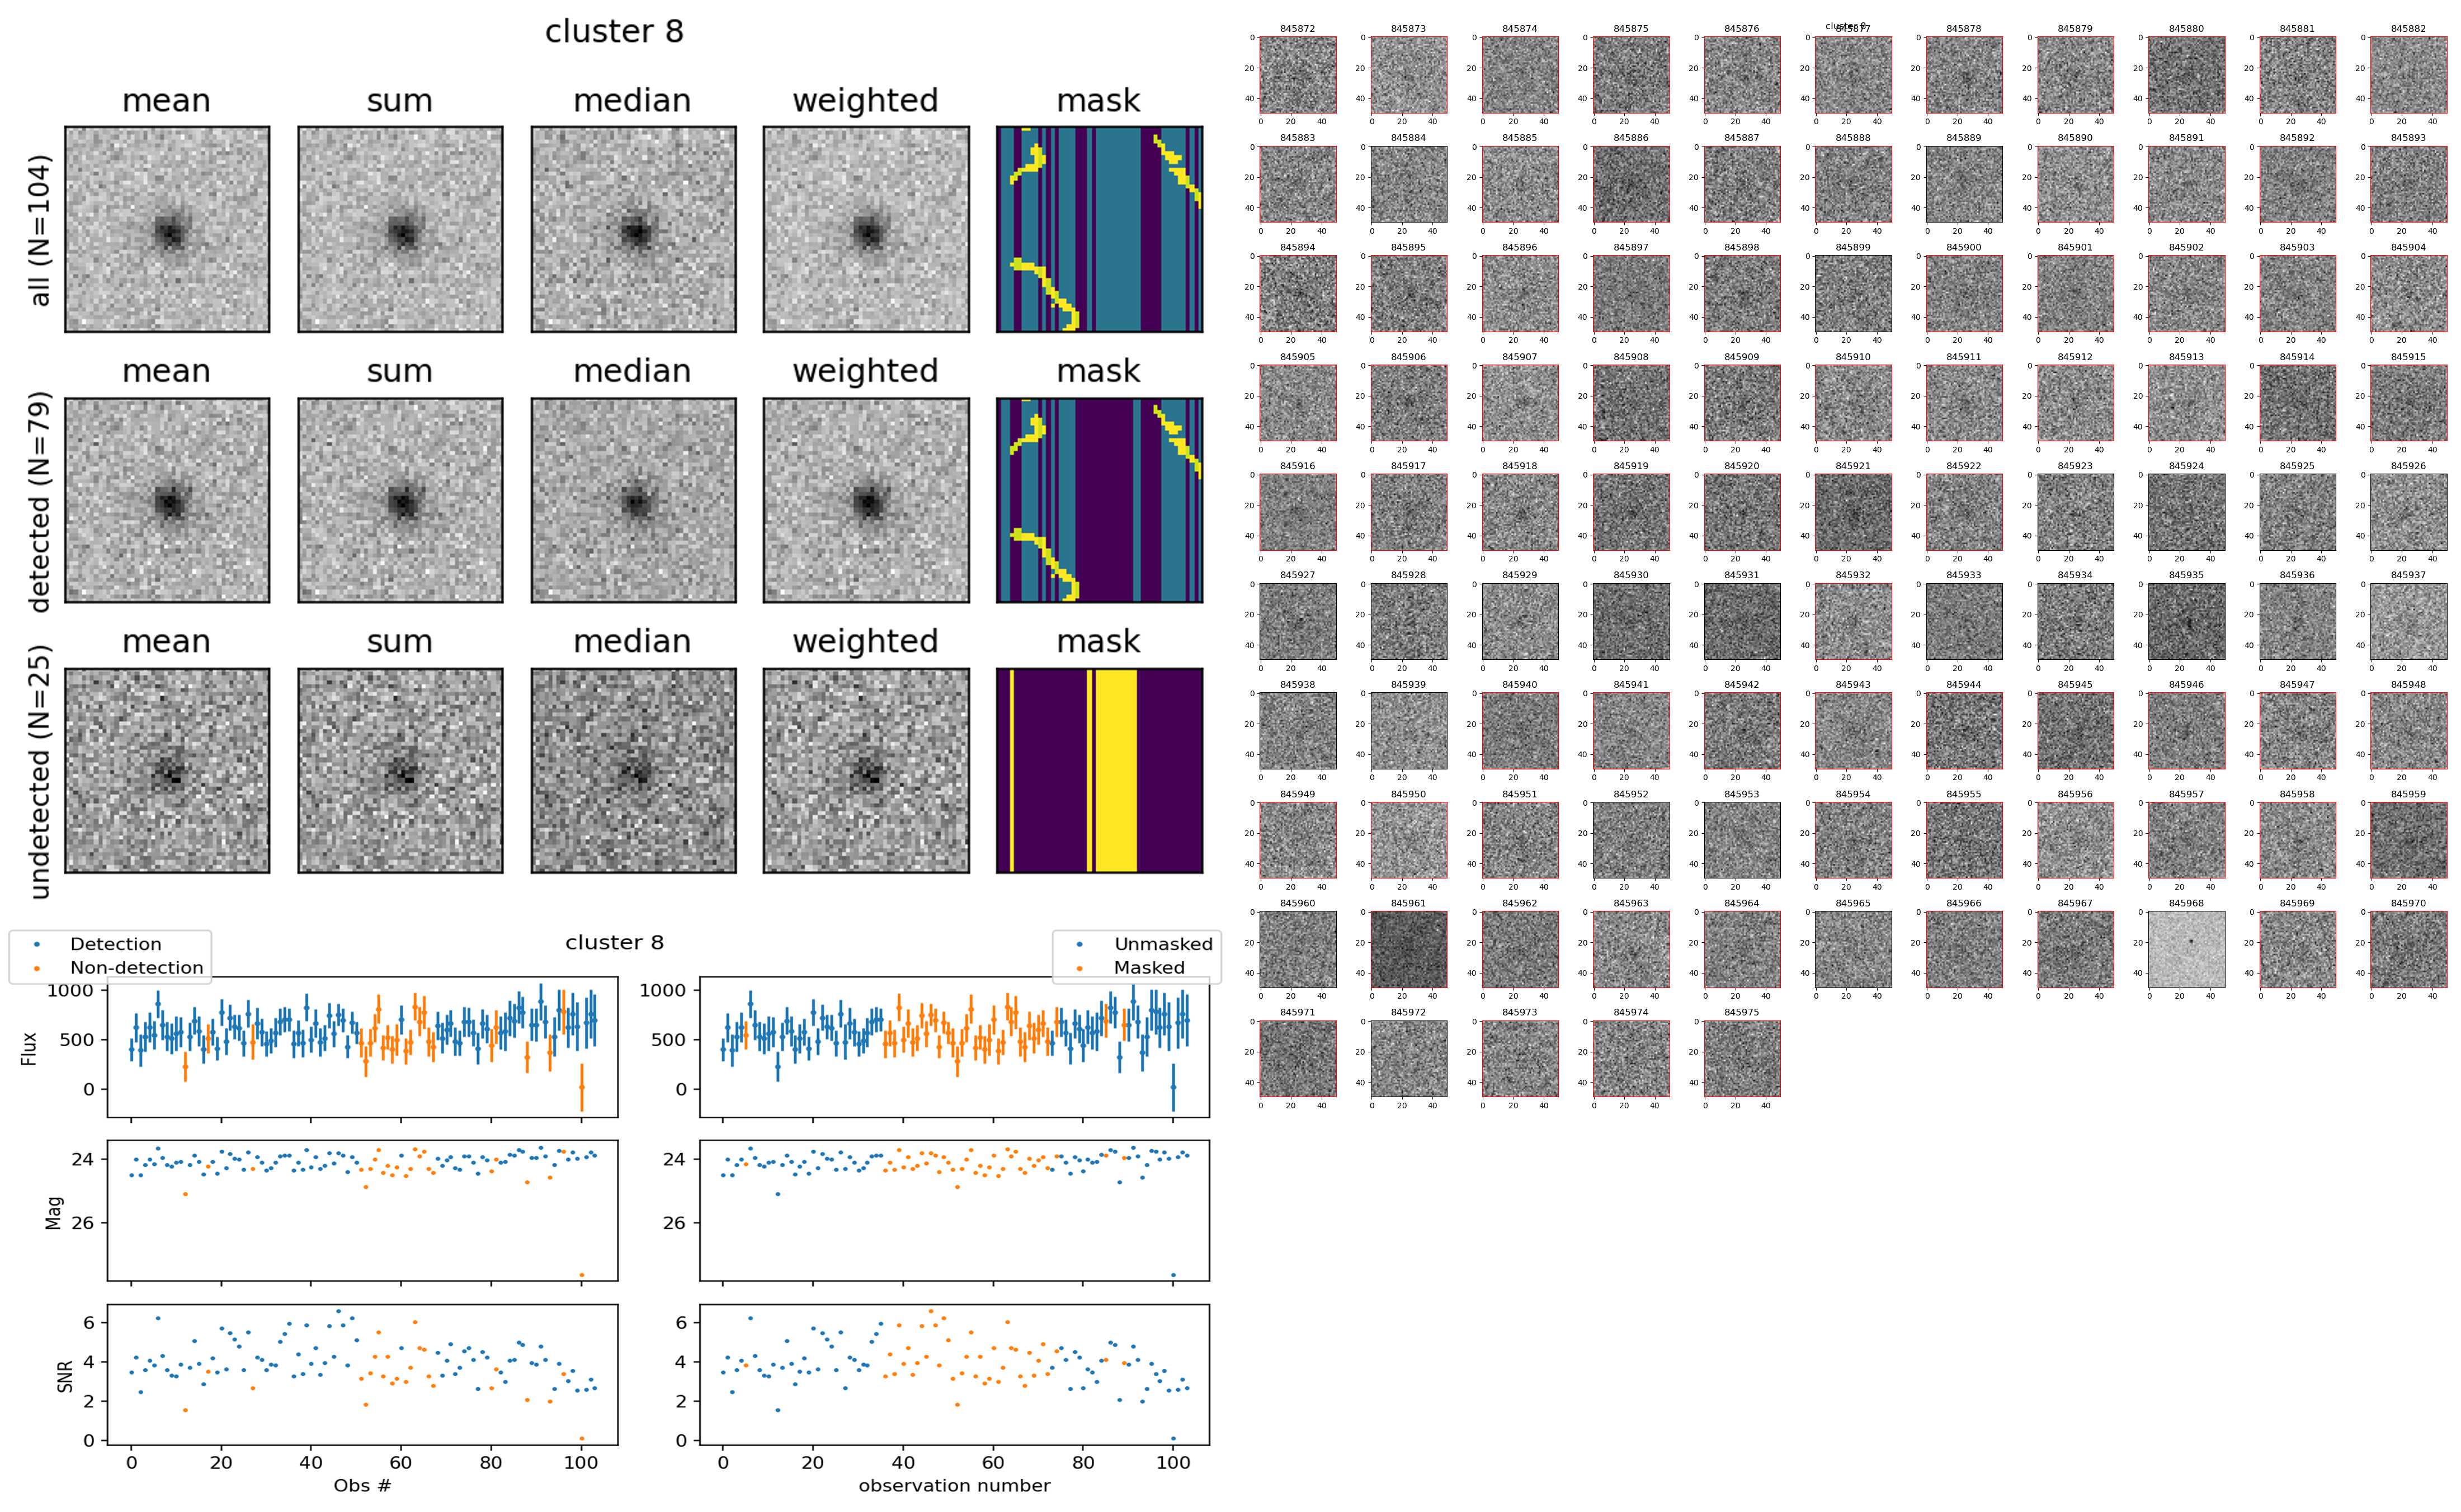 cluster 8
mean sum median weighted mask
all (N=104)
mean sum median weighted mask
detected (N=79)
mean sum median weighted mask
undetected (N=25)
Detection
Non-detection
cluster 8
Unmasked
Masked
1000
500
0
Flux
1000
500
0
24
26
Mag
24
26
6
4
2
0
SNR
0 20 40 60 80 100
Obs #
6
4
2
0
0 20 40 60 80 100
observation number
cluster 8
845872 845873 845874 845875 845876 845877 845878 845879 845880 845881 845882
845883 845884 845885 845886 845887 845888 845889 845890 845891 845892 845893
845894 845895 845896 845897 845898 845899 845900 845901 845902 845903 845904
845905 845906 845907 845908 845909 845910 845911 845912 845913 845914 845915
845916 845917 845918 845919 845920 845921 845922 845923 845924 845925 845926
845927 845928 845929 845930 845931 845932 845933 845934 845935 845936 845937
845938 845939 845940 845941 845942 845943 845944 845945 845946 845947 845948
845949 845950 845951 845952 845953 845954 845955 845956 845957 845958 845959
845960 845961 845962 845963 845964 845965 845966 845967 845968 845969 845970
845971 845972 845973 845974 845975